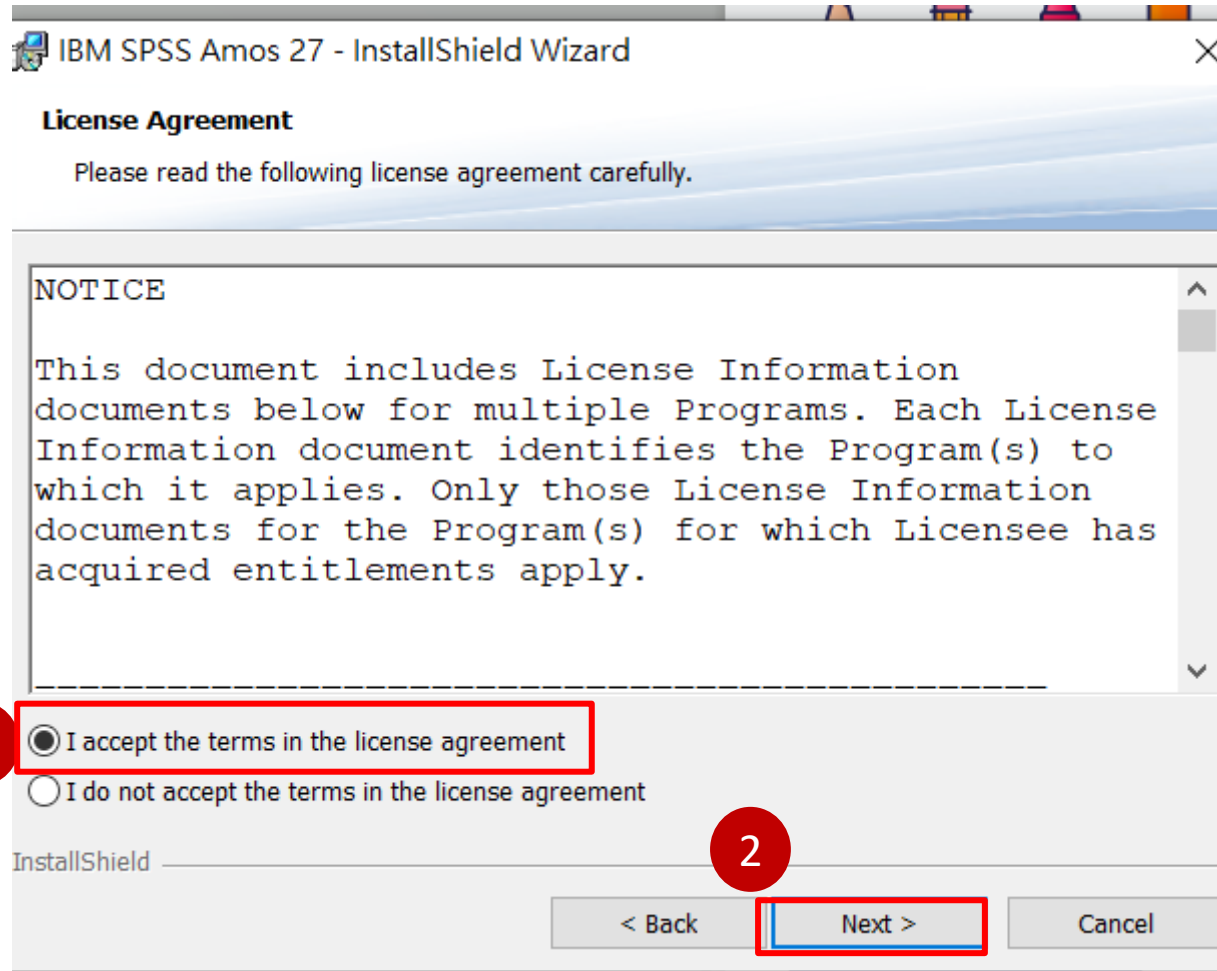 IBM SPSS Amos 27 - InstallShield Wizard
License Agreement
Please read the following license agreement carefully.
NOTICE
This document includes License Information
documents below for multiple Programs. Each License
Information document identifies the Program(s) to
which it applies. Only those License Information
documents for the Program(s) for which Licensee has
acquired entitlements apply.
I accept the terms in the license agreement
I do not accept the terms in the license agreement
2
InstallShield
< Back Next > Cancel